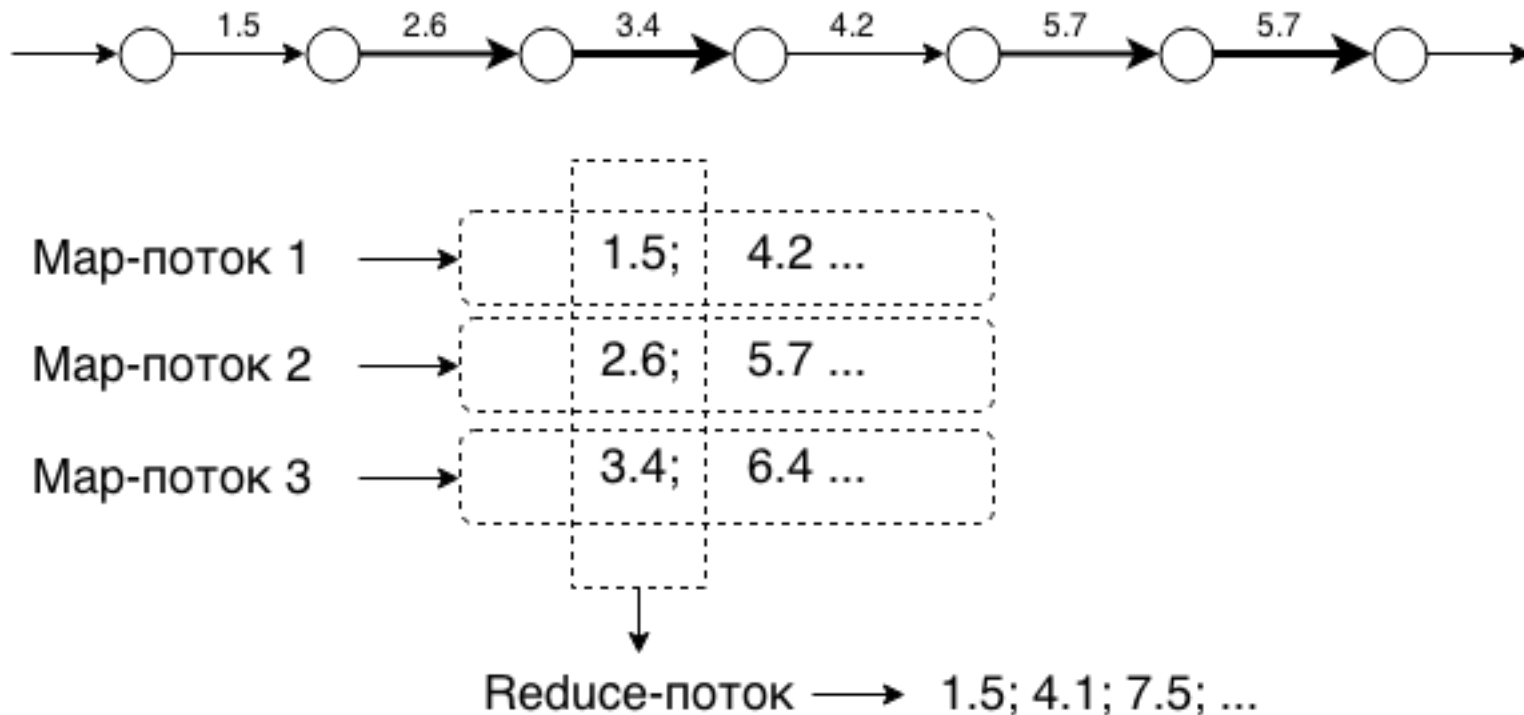 1.5 2.6 3.4 4.2 5.7 5.7
Map-поток 1 1.5; 4.2 ...
Map-поток 2 2.6; 5.7 ...
Map-поток 3 3.4; 6.4 ...
Reduce-поток 1.5; 4.1; 7.5; ...